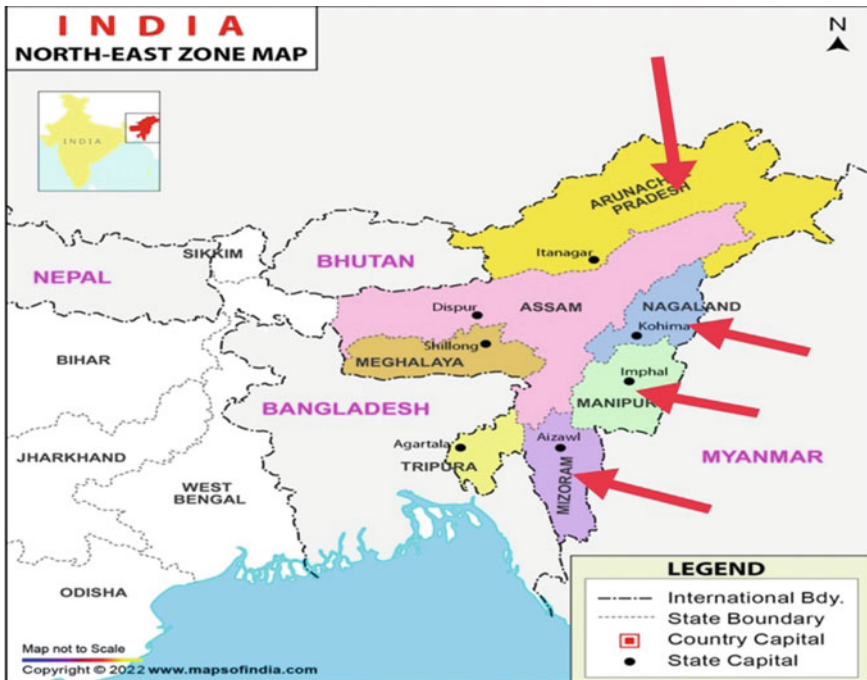 INDIA
NORTH-EAST ZONE MAP
N
INDIA
ARUNACH
PRADESH
Itanagar
SIKKIM
NEPAL
BHUTAN
Dispur
ASSAM
NAGALAND
Kohima
Shillong
MEGHALAYA
BIHAR
Imphal
MANIPUR
BANGLADESH
Agartala
TRIPURA
Aizawl
MIZORAM
MYANMAR
JHARKHAND
WEST
BENGAL
ODISHA
LEGEND
International Bdy.
State Boundary
Country Capital
State Capital
Map not to Scale
Copyright © 2022 www.mapsofindia.com